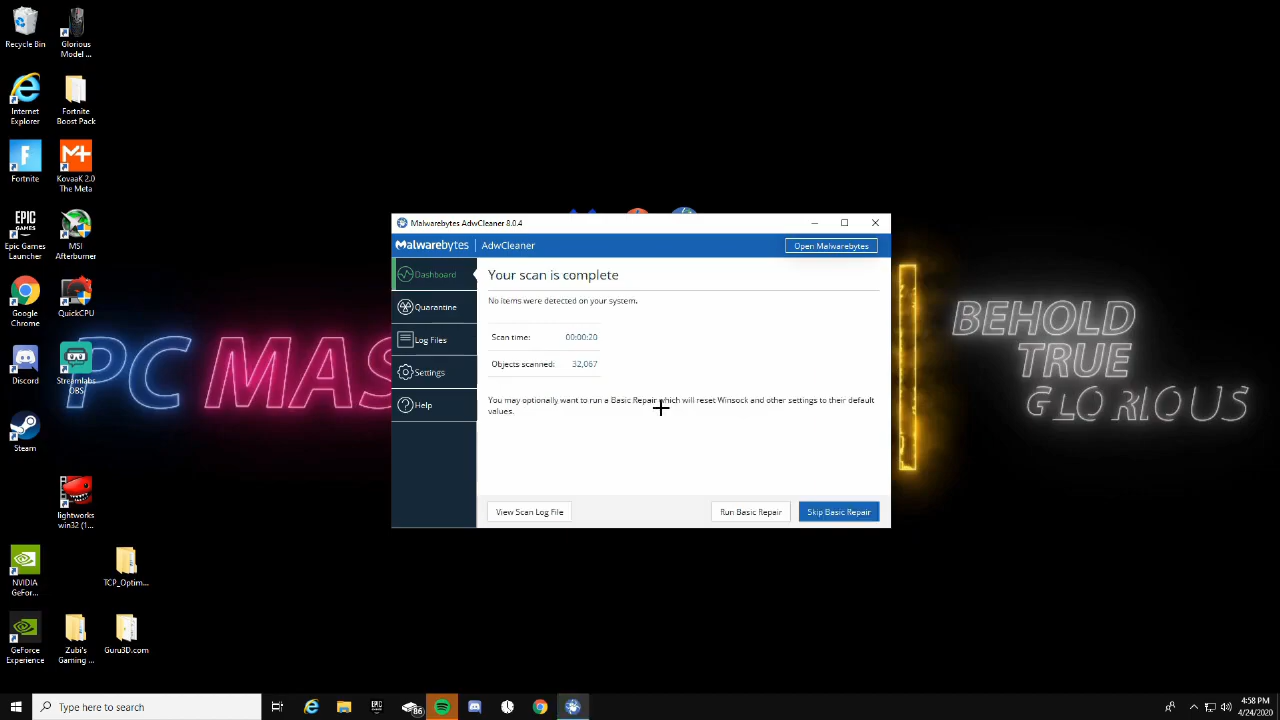 Recycle Bin
Glorious
Model ...
Internet
Explorer
Fortnite
Boost Pack
Fortnite
KovaaK 2.0
The Meta
EPIC
GAMES
Epic Games
Launcher
MSI
Afterburner
Google
Chrome
QuickCPU
Discord
Streamlabs
OBS
Steam
lightworks
win32 (1...
NVIDIA
GeFor...
TCP_Optim...
GeForce
Experience
Zubi's
Gaming ...
Guru3D.com
PC MAS
BEHOLD
TRUE
GLORIOUS
Malwarebytes AdwCleaner 8.0.4
Malwarebytes | AdwCleaner
Open Malwarebytes
Dashboard
Quarantine
Log Files
Settings
Help
Your scan is complete
No items were detected on your system.
Scan time: 00:00:20
Objects scanned: 32,067
You may optionally want to run a Basic Repair which will reset Winsock and other settings to their default
values.
View Scan Log File
Run Basic Repair
Skip Basic Repair
Type here to search
EPIC
86
4:58 PM
4/24/2020